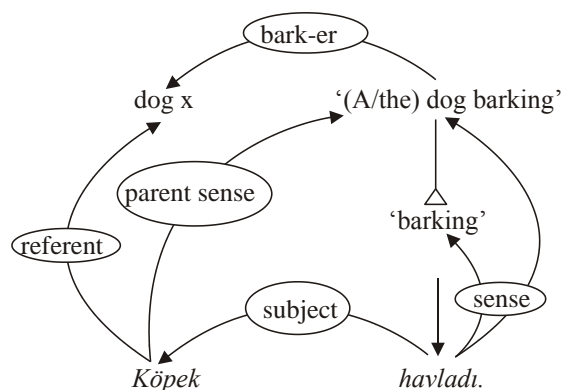 bark-er
dog x
‘(A/the) dog barking’
parent sense
‘barking’
referent
sense
subject
Köpek
havladı.